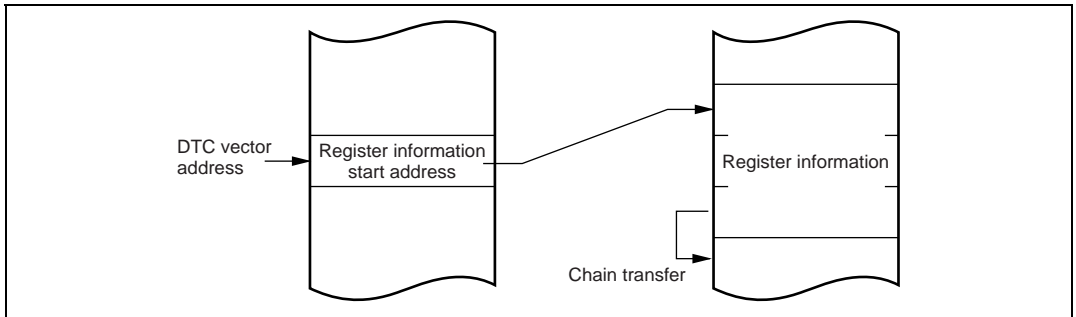 DTC vector
address
Register information
start address
Register information
Chain transfer